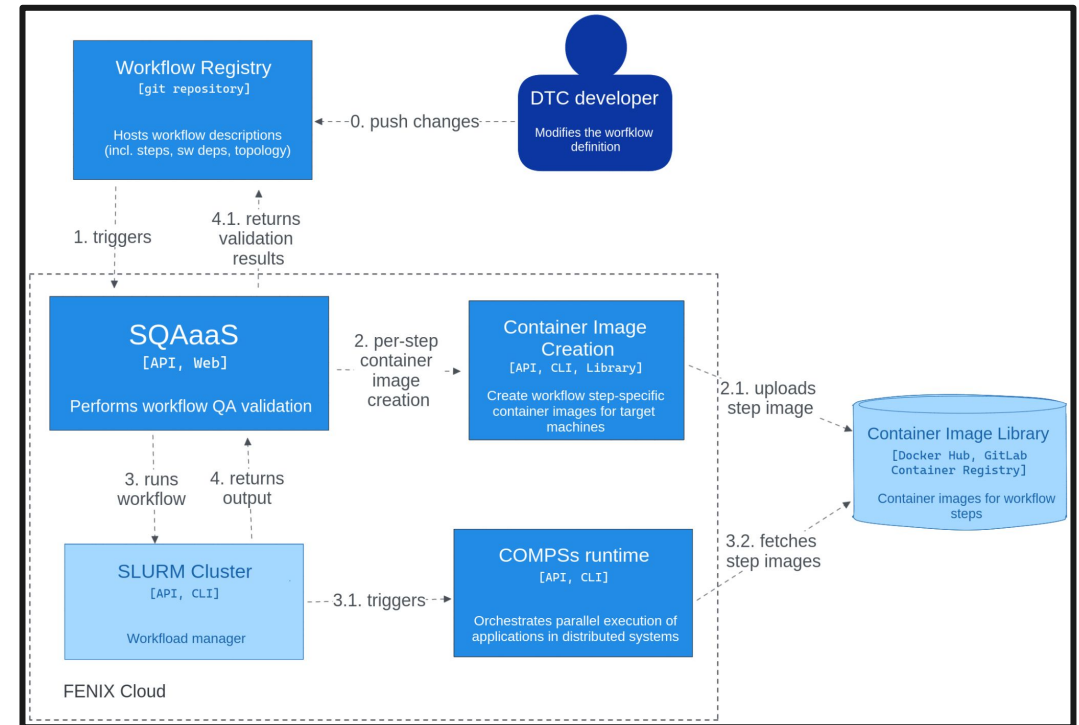 Workflow Registry
[git repository]
Hosts workflow descriptions
(incl. steps, sw deps, topology)
0. push changes
DTC developer
Modifies the worfklow
definition
1. triggers
4.1. returns
validation
results
SQAaaS
[API, Web]
Performs workflow QA validation
2. per-step
container
image
creation
Container Image
Creation
[API, CLI, Library]
Create workflow step-specific
container images for target
machines
2.1. uploads
step image
Container Image Library
[Docker Hub, GitLab
Container Registry]
Container images for workflow
steps
3. runs
workflow
4. returns
output
SLURM Cluster
[API, CLI]
Workload manager
3.1. triggers
COMPSs runtime
[API, CLI]
Orchestrates parallel execution of
applications in distributed systems
3.2. fetches
step images
FENIX Cloud